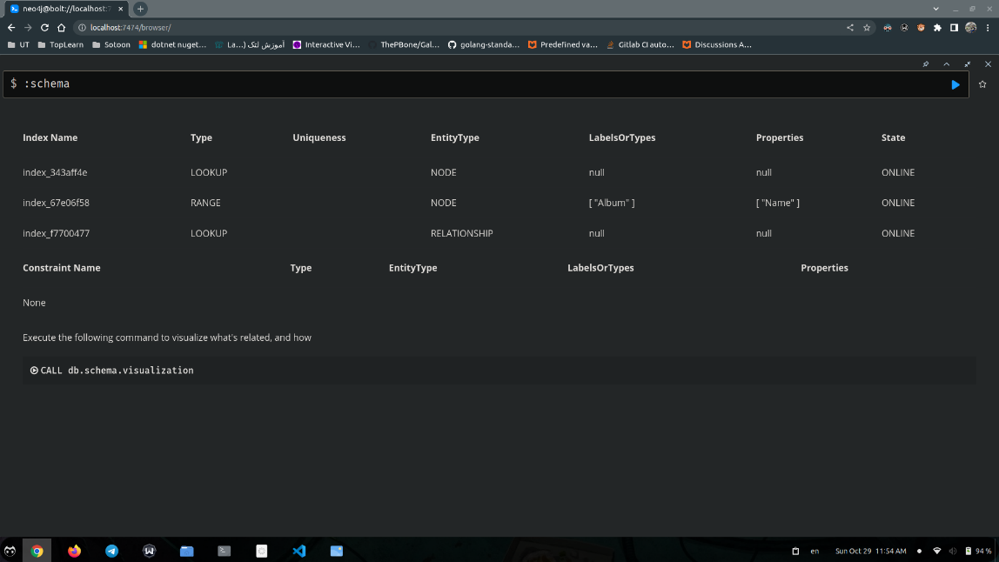 neo4j@bolt://localhost:7
localhost:7474/browser/
UT
TopLearn
Sotoon
dotnet nuget…
آموزش لتک (…La
Interactive Vi…
ThePBone/Gal…
golang-standa…
Predefined va…
Gitlab CI auto…
Discussions A…
$ :schema
Index Name Type Uniqueness EntityType LabelsOrTypes Properties State
index_343aff4e LOOKUP NODE null null ONLINE
index_67e06f58 RANGE NODE [ "Album" ] [ "Name" ] ONLINE
index_f7700477 LOOKUP RELATIONSHIP null null ONLINE
Constraint Name Type EntityType LabelsOrTypes Properties
None
Execute the following command to visualize what's related, and how
CALL db.schema.visualization
en Sun Oct 29 11:54 AM 94 %